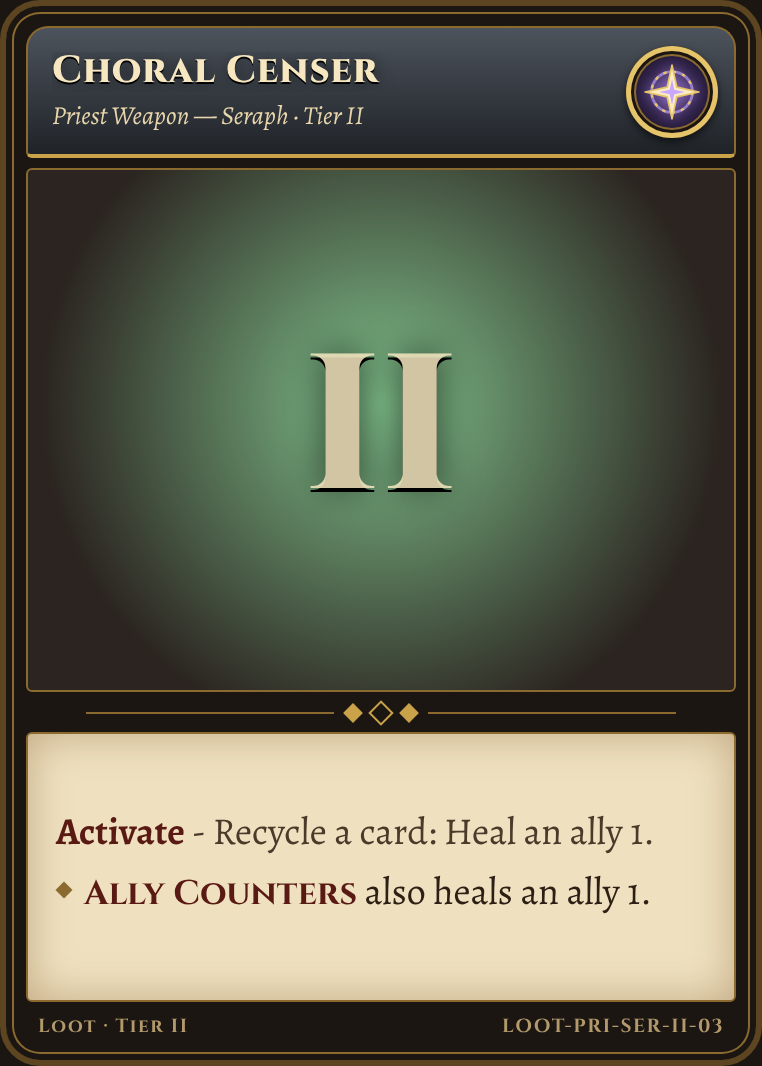 Choral Censer
Priest Weapon — Seraph · Tier II
II
Activate - Recycle a card: Heal an ally 1.
Ally Counters also heals an ally 1.
Loot · Tier II
LOOT-PRI-SER-II-03